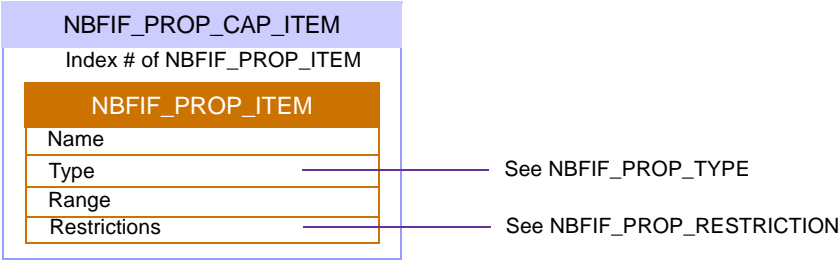 NBFIF_PROP_CAP_ITEM
Index # of NBFIF_PROP_ITEM
NBFIF_PROP_ITEM
Name
Type
See NBFIF_PROP_TYPE
Range
Restrictions
See NBFIF_PROP_RESTRICTION